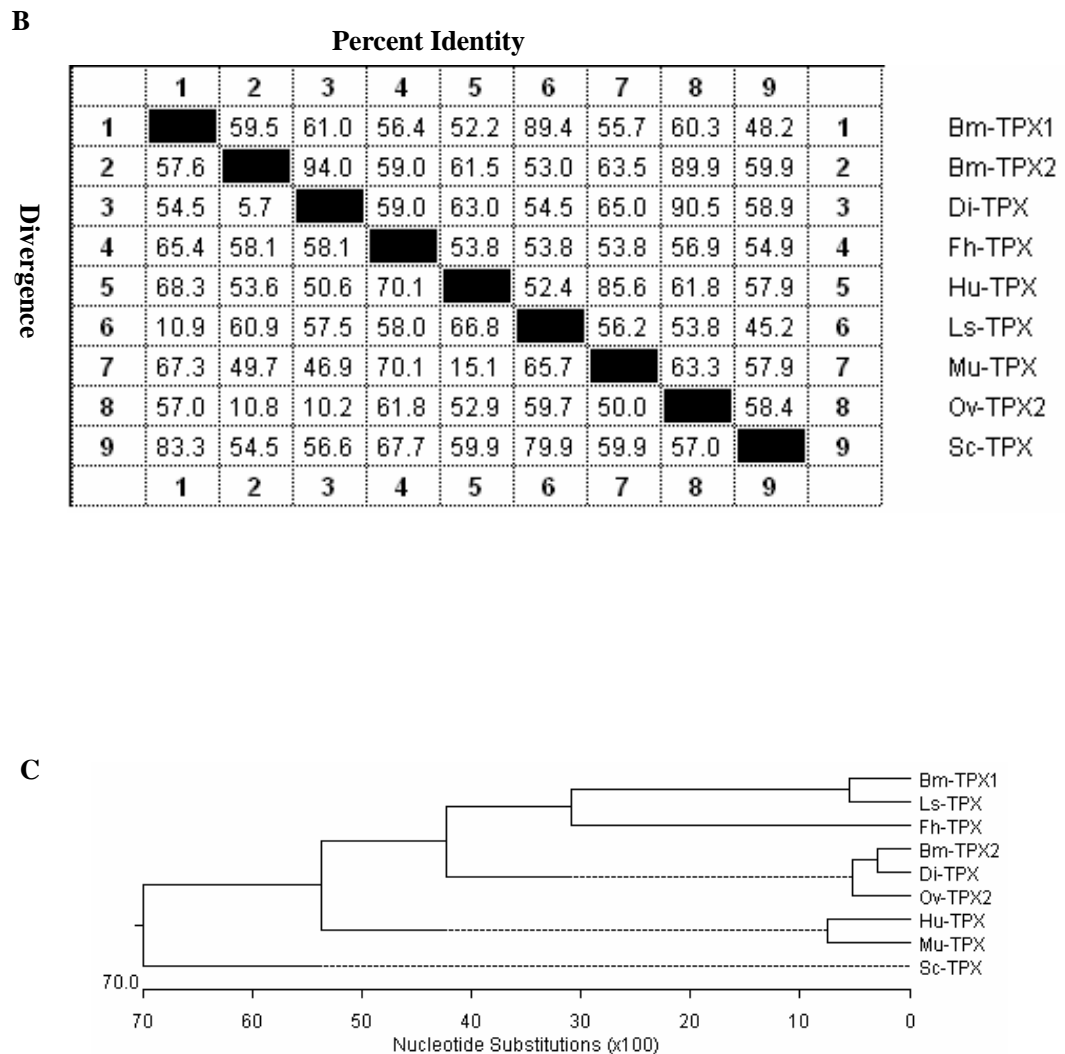 B
Percent Identity
1 2 3 4 5 6 7 8 9
1 59.5 61.0 56.4 52.2 89.4 55.7 60.3 48.2 1 Bm-TPX1
2 57.6 94.0 59.0 61.5 53.0 63.5 89.9 59.9 2 Bm-TPX2
3 54.5 5.7 59.0 63.0 54.5 65.0 90.5 58.9 3 Di-TPX
4 65.4 58.1 58.1 53.8 53.8 53.8 56.9 54.9 4 Fh-TPX
5 68.3 53.6 50.6 70.1 52.4 85.6 61.8 57.9 5 Hu-TPX
6 10.9 60.9 57.5 58.0 66.8 56.2 53.8 45.2 6 Ls-TPX
7 67.3 49.7 46.9 70.1 15.1 65.7 63.3 57.9 7 Mu-TPX
8 57.0 10.8 10.2 61.8 52.9 59.7 50.0 58.4 8 Ov-TPX2
9 83.3 54.5 56.6 67.7 59.9 79.9 59.9 57.0 9 Sc-TPX
1 2 3 4 5 6 7 8 9
Divergence
C
Bm-TPX1
Ls-TPX
Fh-TPX
Bm-TPX2
Di-TPX
Ov-TPX2
Hu-TPX
Mu-TPX
Sc-TPX
70.0
70 60 50 40 30 20 10 0
Nucleotide Substitutions (x100)